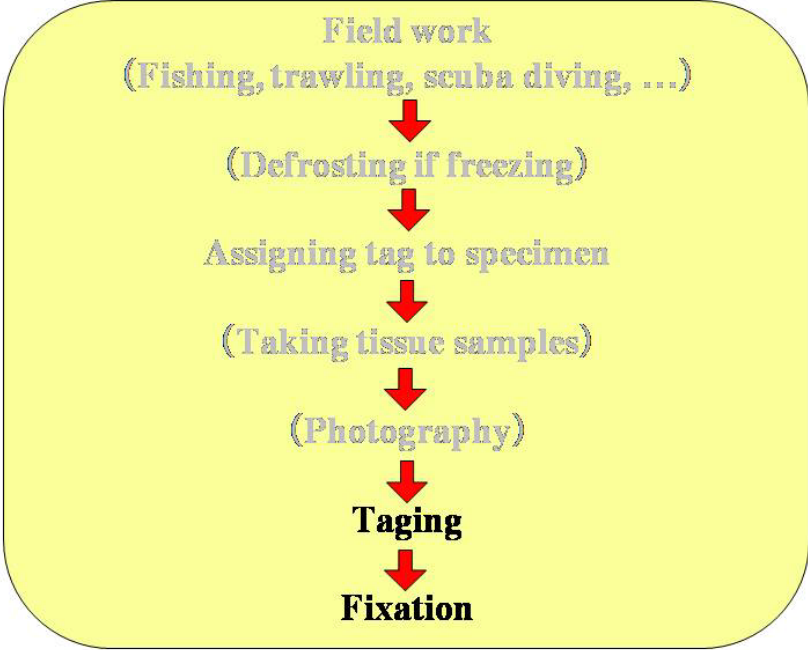 Field work
(Fishing, trawling, scuba diving, …)
(Defrosting if freezing)
Assigning tag to specimen
(Taking tissue samples)
(Photography)
Taging
Fixation